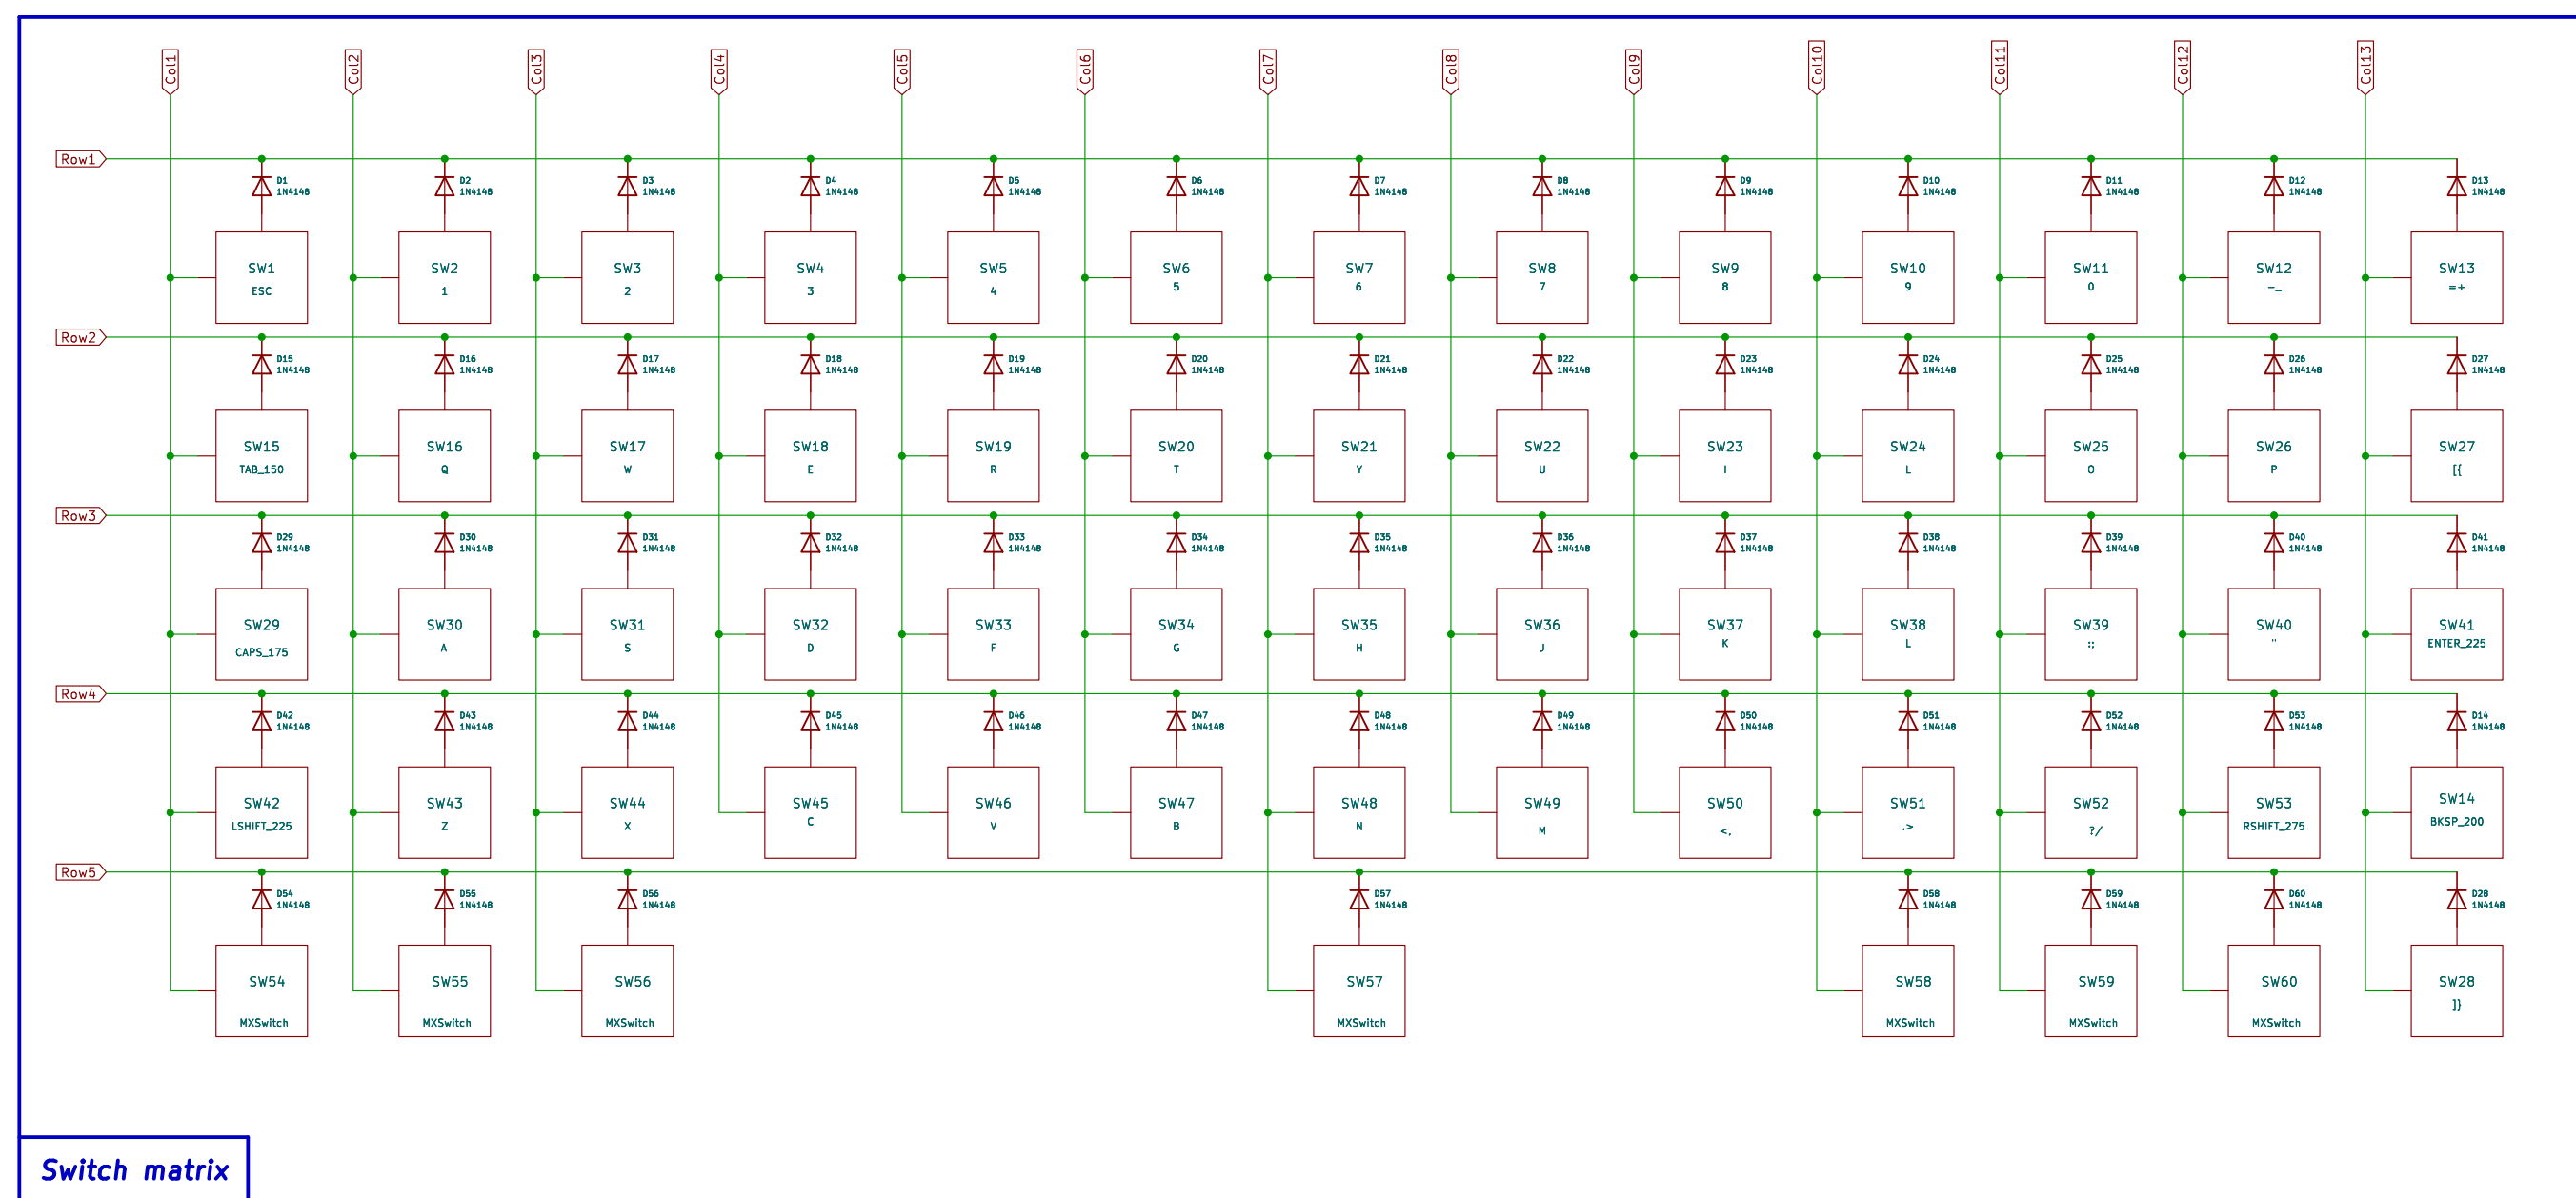 Col1 Col2 Col3 Col4 Col5 Col6 Col7 Col8 Col9 Col10 Col11 Col12 Col13
Row1
D1 D2 D3 D4 D5 D6 D7 D8 D9 D10 D11 D12 D13
1N4148 1N4148 1N4148 1N4148 1N4148 1N4148 1N4148 1N4148 1N4148 1N4148 1N4148 1N4148 1N4148
SW1 SW2 SW3 SW4 SW5 SW6 SW7 SW8 SW9 SW10 SW11 SW12 SW13
ESC 1 2 3 4 5 6 7 8 9 0 -_ =+
Row2
D15 D16 D17 D18 D19 D20 D21 D22 D23 D24 D25 D26 D27
1N4148 1N4148 1N4148 1N4148 1N4148 1N4148 1N4148 1N4148 1N4148 1N4148 1N4148 1N4148 1N4148
SW15 SW16 SW17 SW18 SW19 SW20 SW21 SW22 SW23 SW24 SW25 SW26 SW27
TAB_150 Q W E R T Y U I L O P [{
Row3
D29 D30 D31 D32 D33 D34 D35 D36 D37 D38 D39 D40 D41
1N4148 1N4148 1N4148 1N4148 1N4148 1N4148 1N4148 1N4148 1N4148 1N4148 1N4148 1N4148 1N4148
SW29 SW30 SW31 SW32 SW33 SW34 SW35 SW36 SW37 SW38 SW39 SW40 SW41
CAPS_175 A S D F G H J K L :; " ENTER_225
Row4
D42 D43 D44 D45 D46 D47 D48 D49 D50 D51 D52 D53 D14
1N4148 1N4148 1N4148 1N4148 1N4148 1N4148 1N4148 1N4148 1N4148 1N4148 1N4148 1N4148 1N4148
SW42 SW43 SW44 SW45 SW46 SW47 SW48 SW49 SW50 SW51 SW52 SW53 SW14
LSHIFT_225 Z X C V B N M <, .> ?/ RSHIFT_275 BKSP_200
Row5
D54 D55 D56 D57 D58 D59 D60 D28
1N4148 1N4148 1N4148 1N4148 1N4148 1N4148 1N4148 1N4148
SW54 SW55 SW56 SW57 SW58 SW59 SW60 SW28
MXSwitch MXSwitch MXSwitch MXSwitch MXSwitch MXSwitch MXSwitch ]}
Switch matrix